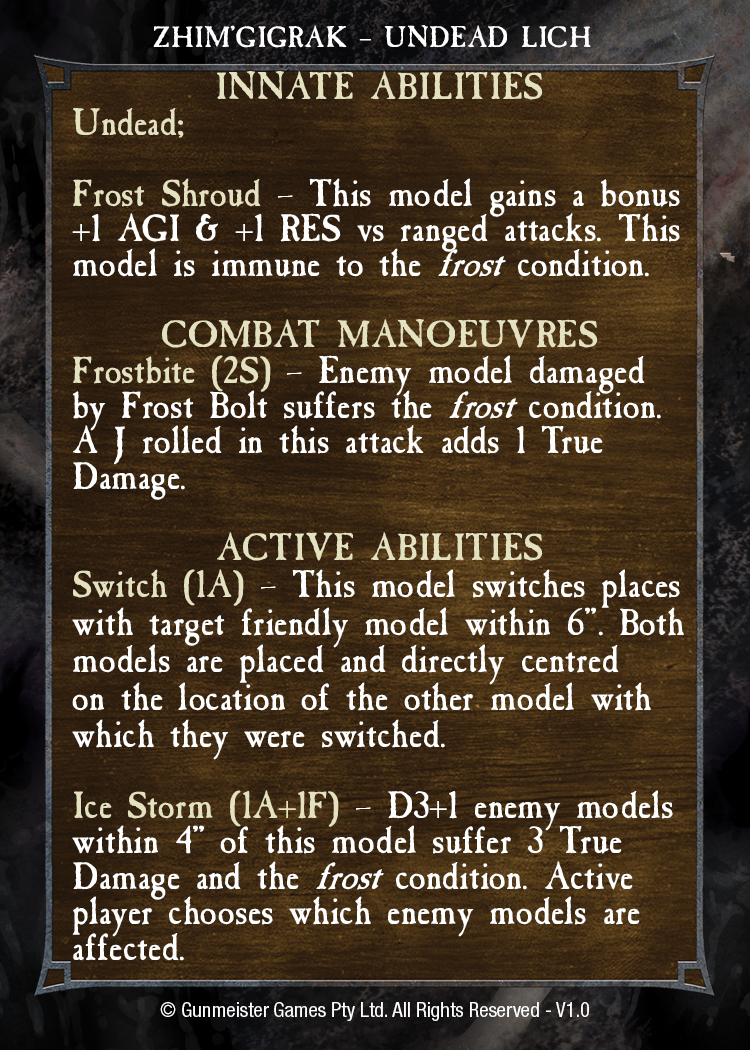 ZHIM'GIGRAK – UNDEAD LICH
INNATE ABILITIES
Undead;
Frost Shroud – This model gains a bonus
+1 AGI & +1 RES vs ranged attacks. This
model is immune to the frost condition.
COMBAT MANOEUVRES
Frostbite (2S) – Enemy model damaged
by Frost Bolt suffers the frost condition.
A J rolled in this attack adds 1 True
Damage.
ACTIVE ABILITIES
Switch (1A) – This model switches places
with target friendly model within 6”. Both
models are placed and directly centred
on the location of the other model with
which they were switched.
Ice Storm (1A+1F) – D3+1 enemy models
within 4” of this model suffer 3 True
Damage and the frost condition. Active
player chooses which enemy models are
affected.
© Gunmeister Games Pty Ltd. All Rights Reserved - V1.0